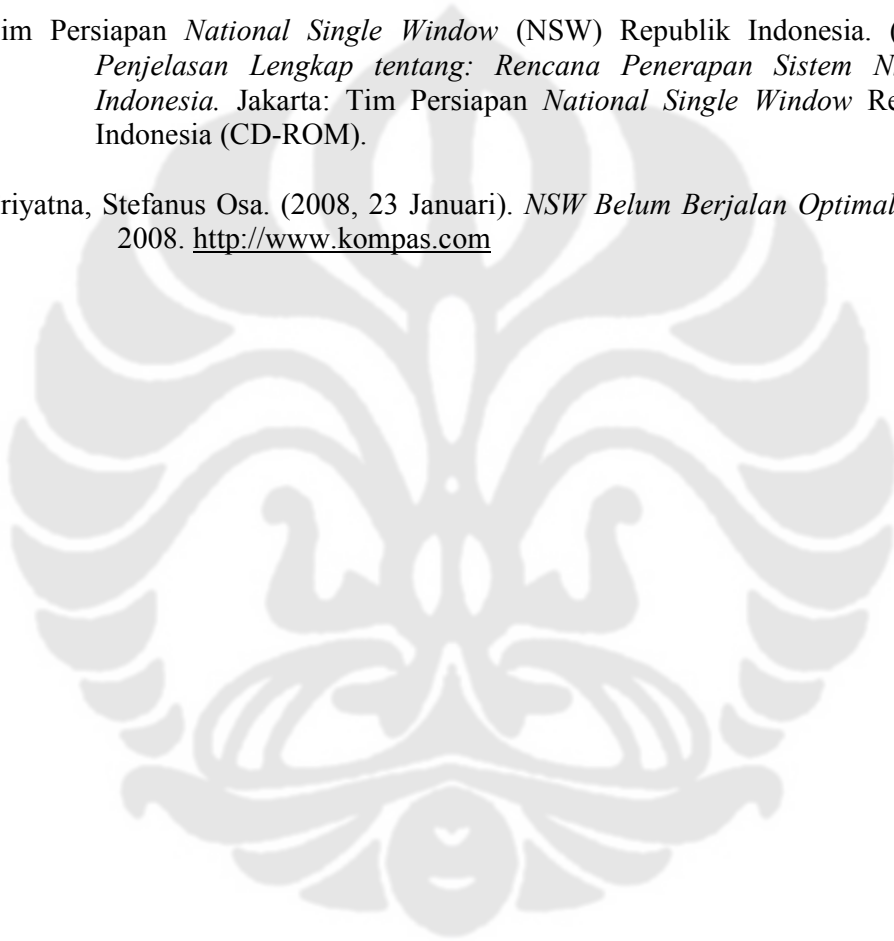 im Persiapan National Single Window (NSW) Republik Indonesia. (
Penjelasan Lengkap tentang: Rencana Penerapan Sistem N
Indonesia. Jakarta: Tim Persiapan National Single Window Re
Indonesia (CD-ROM).
riyatna, Stefanus Osa. (2008, 23 Januari). NSW Belum Berjalan Optimal
2008. http://www.kompas.com